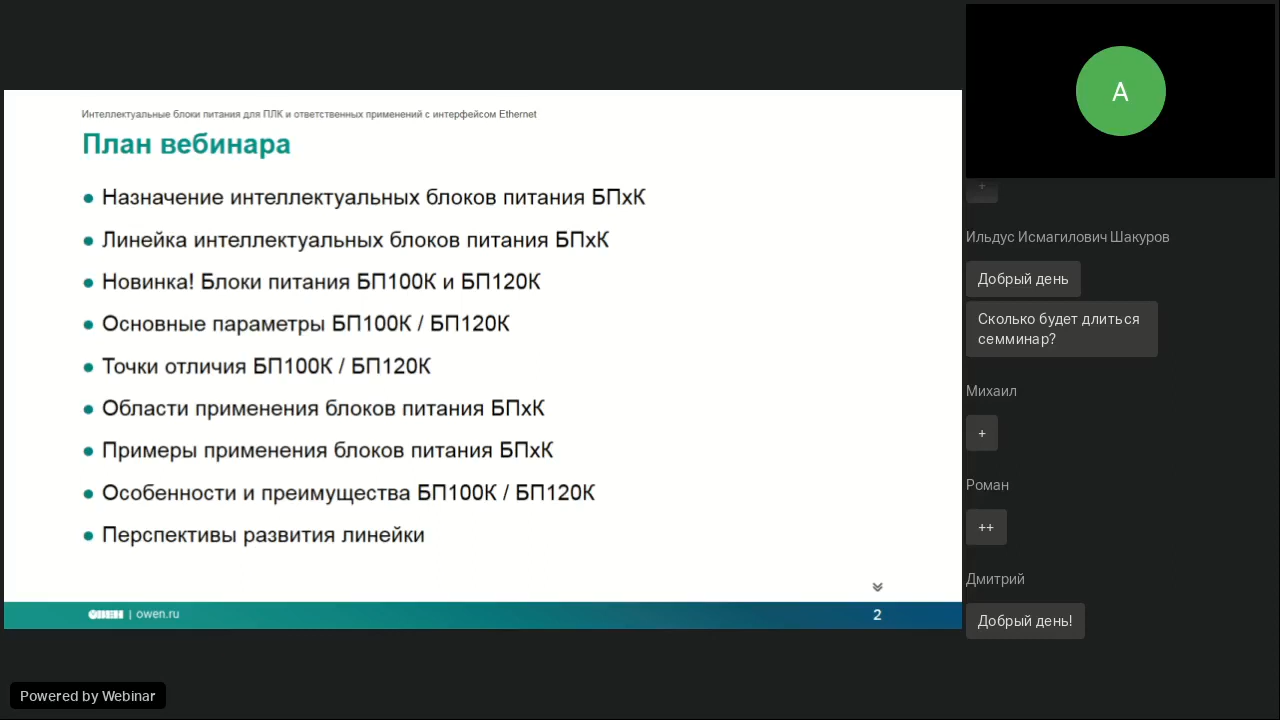 Интеллектуальные блоки питания для ПЛК и ответственных применений с интерфейсом Ethernet
План вебинара
Назначение интеллектуальных блоков питания БПхК
Линейка интеллектуальных блоков питания БПхК
Новинка! Блоки питания БП100К и БП120К
Основные параметры БП100К / БП120К
Точки отличия БП100К / БП120К
Области применения блоков питания БПхК
Примеры применения блоков питания БПхК
Особенности и преимущества БП100К / БП120К
Перспективы развития линейки
ОВЕН | owen.ru
2
A
+
Ильдус Исмагилович Шакуров
Добрый день
Сколько будет длиться
семминар?
Михаил
+
Роман
++
Дмитрий
Добрый день!
Powered by Webinar